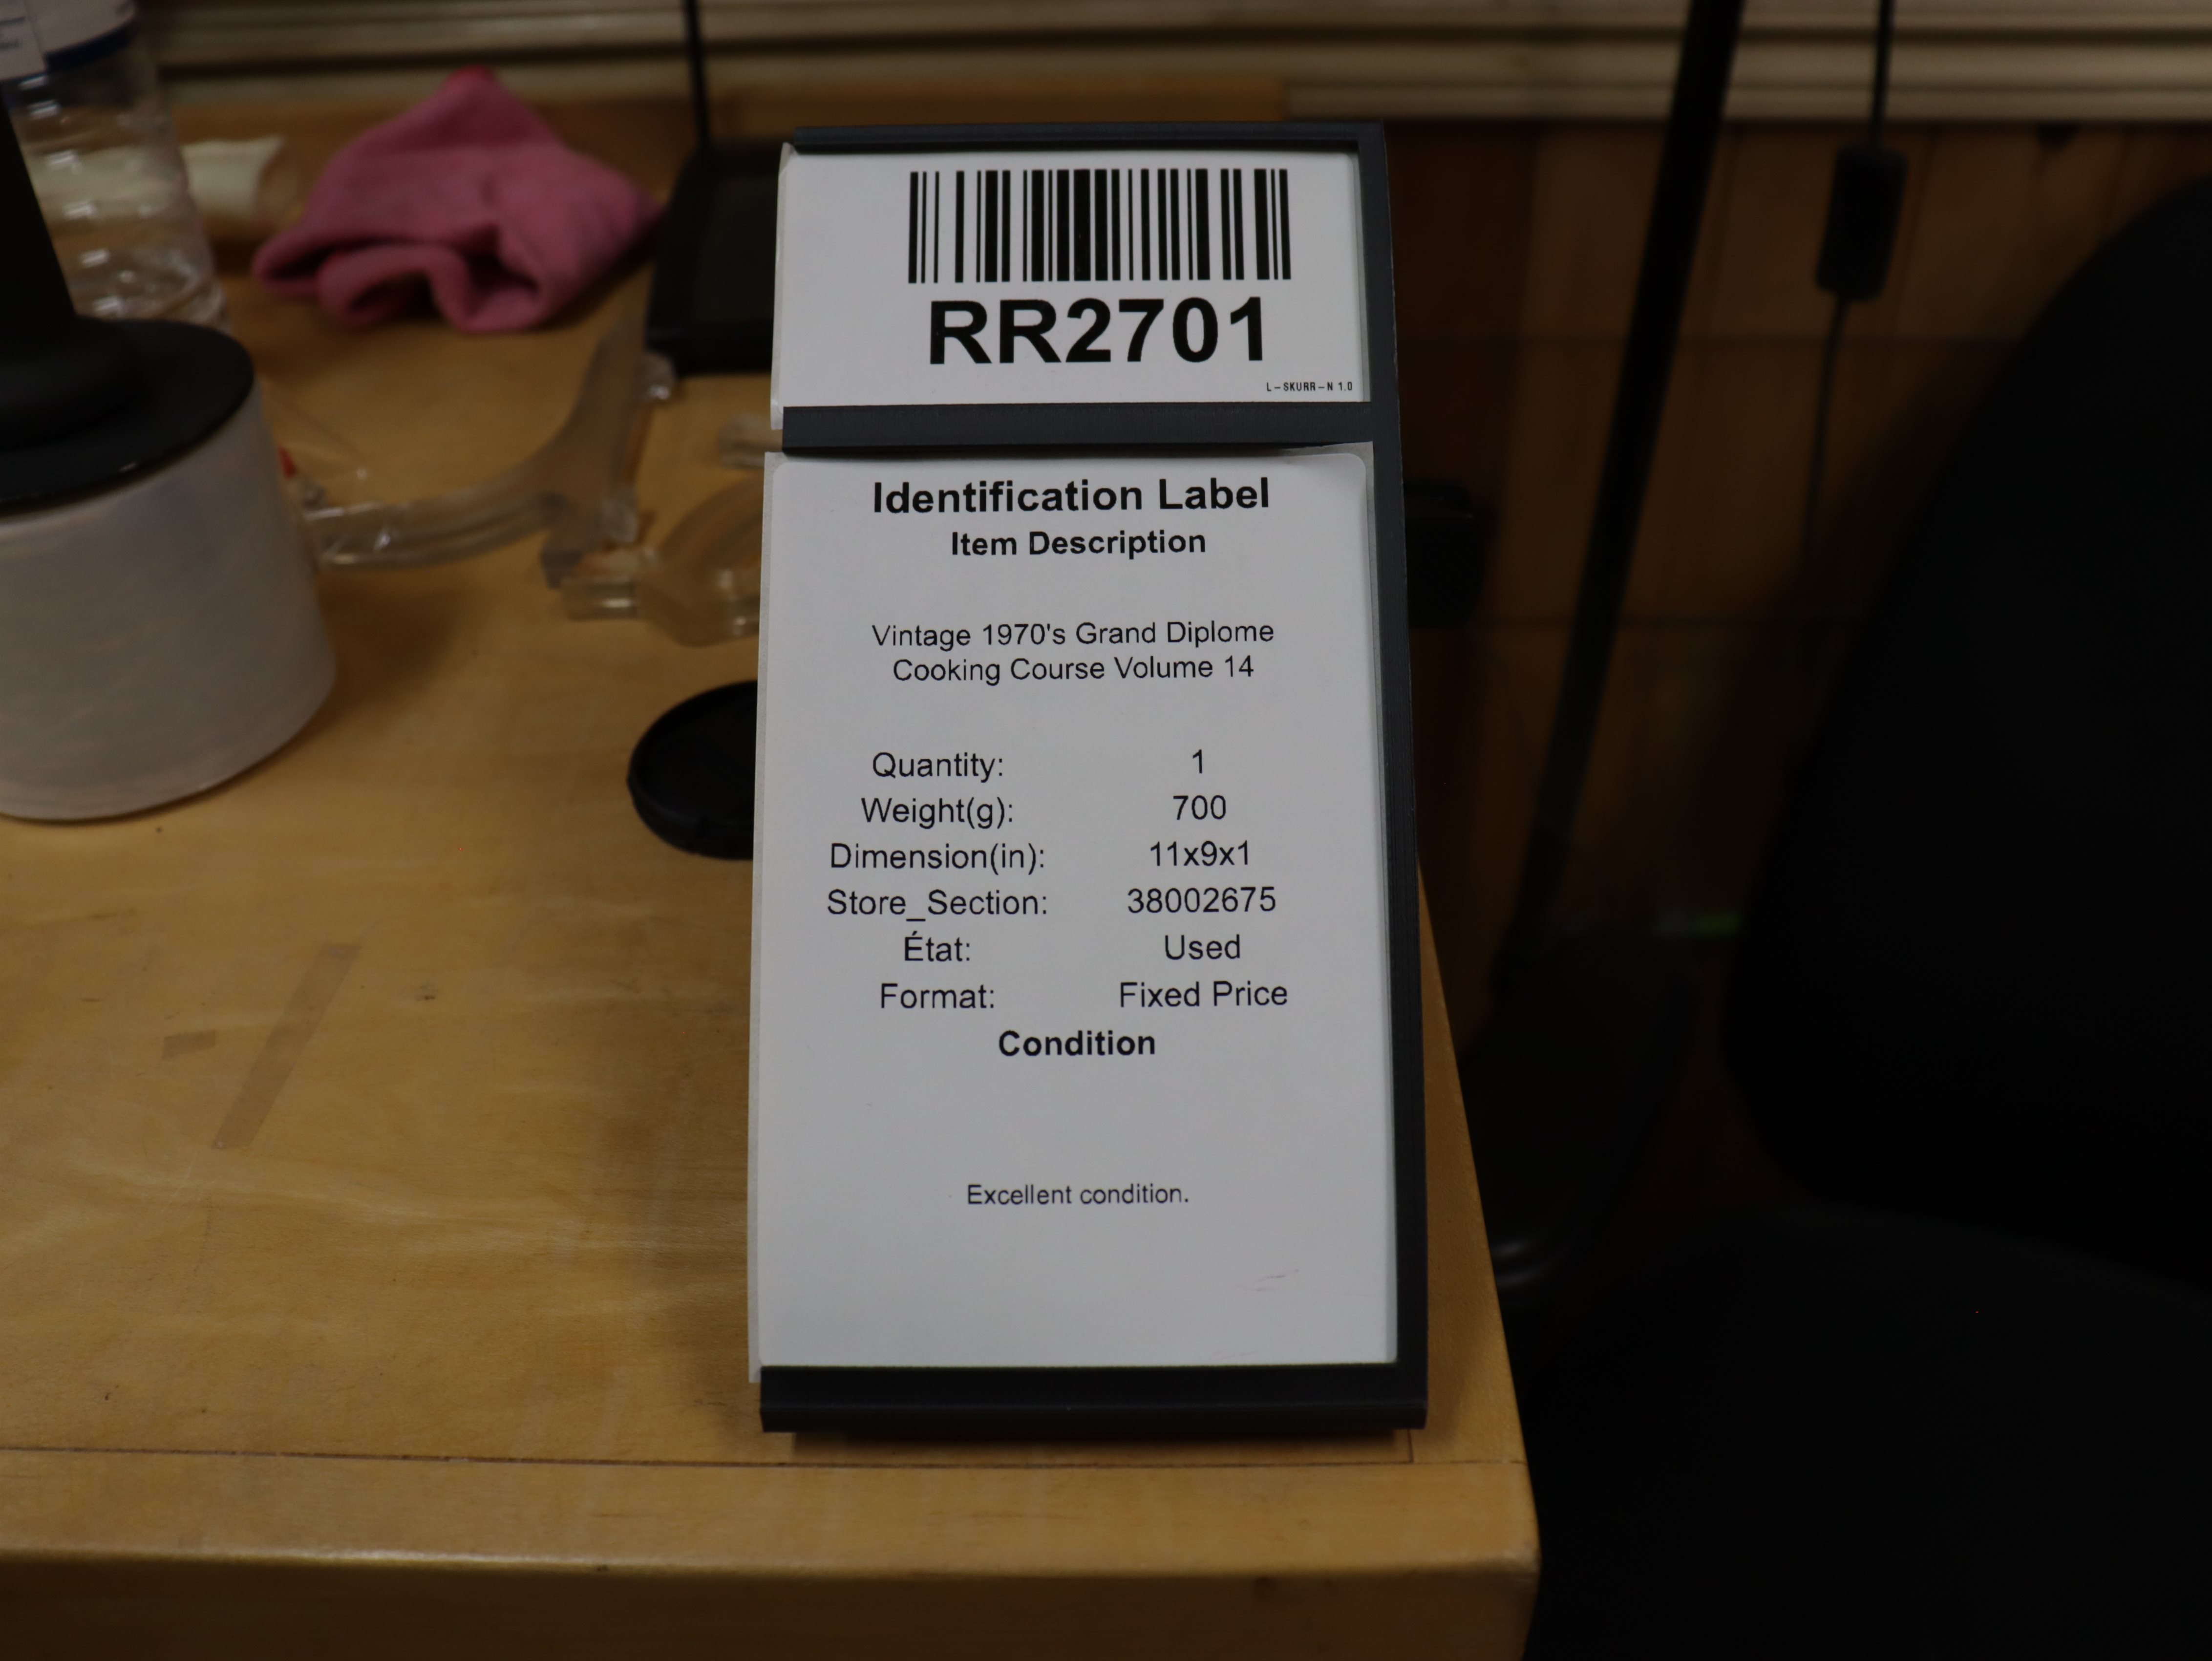 RR2701
L-SKURR-N 1.0
Identification Label
Item Description
Vintage 1970's Grand Diplome
Cooking Course Volume 14
Quantity: 1
Weight(g): 700
Dimension(in): 11x9x1
Store_Section: 38002675
État: Used
Format: Fixed Price
Condition
Excellent condition.